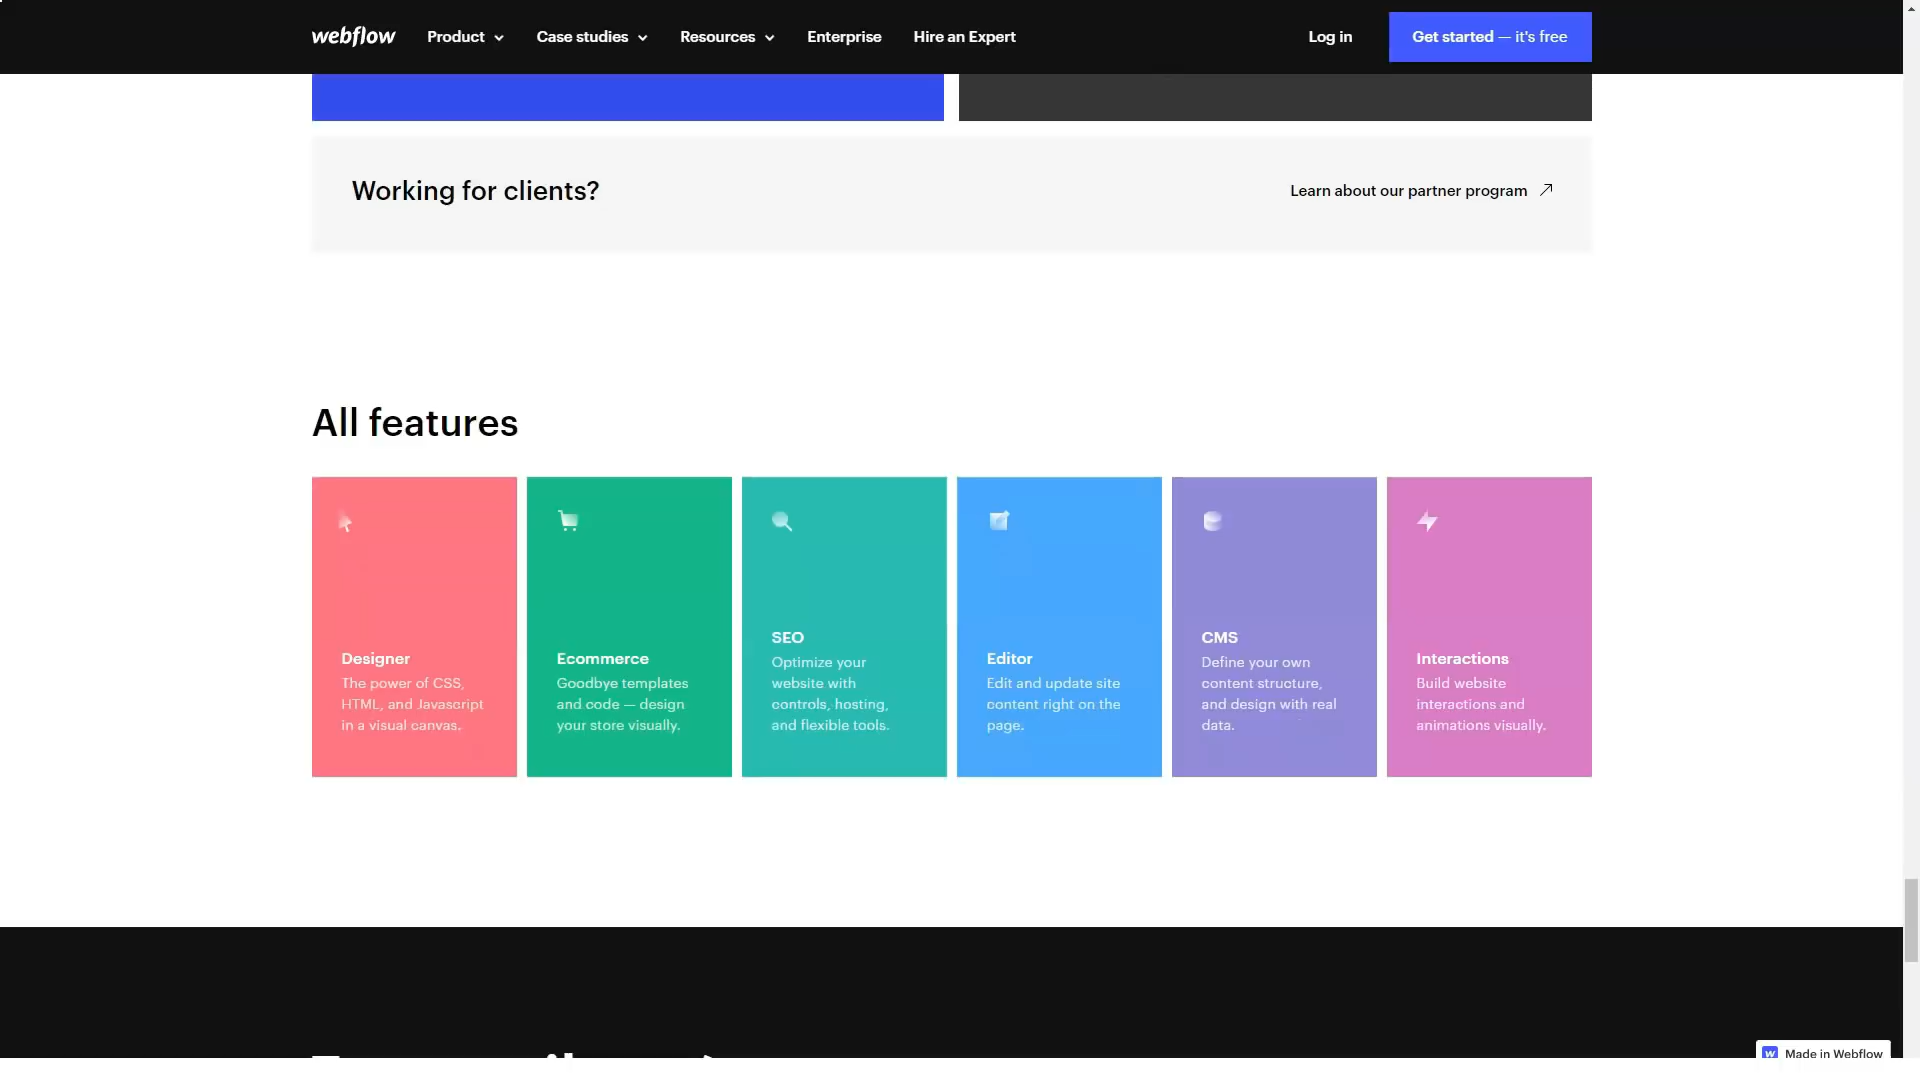 webflow
Product
Case studies
Resources
Enterprise
Hire an Expert
Log in
Get started — it's free
Working for clients?
Learn about our partner program
All features
Designer
The power of CSS,
HTML, and Javascript
in a visual canvas.
Ecommerce
Goodbye templates
and code — design
your store visually.
SEO
Optimize your
website with
controls, hosting,
and flexible tools.
Editor
Edit and update site
content right on the
page.
CMS
Define your own
content structure,
and design with real
data.
Interactions
Build website
interactions and
animations visually.
Made in Webflow